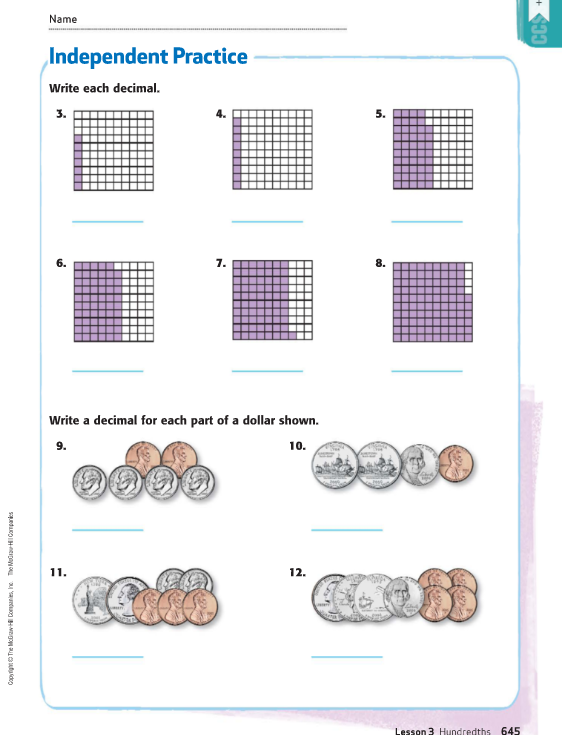 Name
Independent Practice
CCSS
Write each decimal.
3.
4.
5.
6.
7.
8.
Write a decimal for each part of a dollar shown.
9.
10.
11.
12.
Copyright © The McGraw-Hill Companies, Inc. The McGraw-Hill Companies
Lesson 3 Hundredths 645